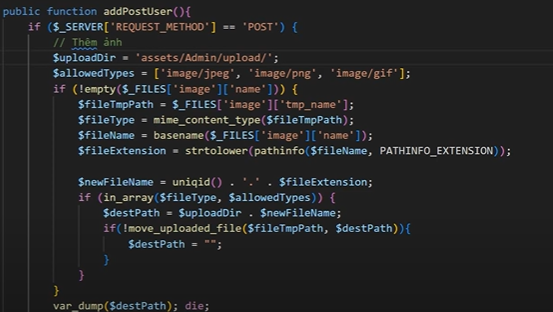 public function addPostUser(){
if ($_SERVER['REQUEST_METHOD'] == 'POST') {
// Thêm ảnh
$uploadDir = 'assets/Admin/upload/';
$allowedTypes = ['image/jpeg', 'image/png', 'image/gif'];
if (!empty($_FILES['image']['name'])) {
$fileTmpPath = $_FILES['image']['tmp_name'];
$fileType = mime_content_type($fileTmpPath);
$fileName = basename($_FILES['image']['name']);
$fileExtension = strtolower(pathinfo($fileName, PATHINFO_EXTENSION));
$newFileName = uniqid() . '.' . $fileExtension;
if (in_array($fileType, $allowedTypes)) {
$destPath = $uploadDir . $newFileName;
if(!move_uploaded_file($fileTmpPath, $destPath)){
$destPath = "";
}
}
}
var_dump($destPath); die;